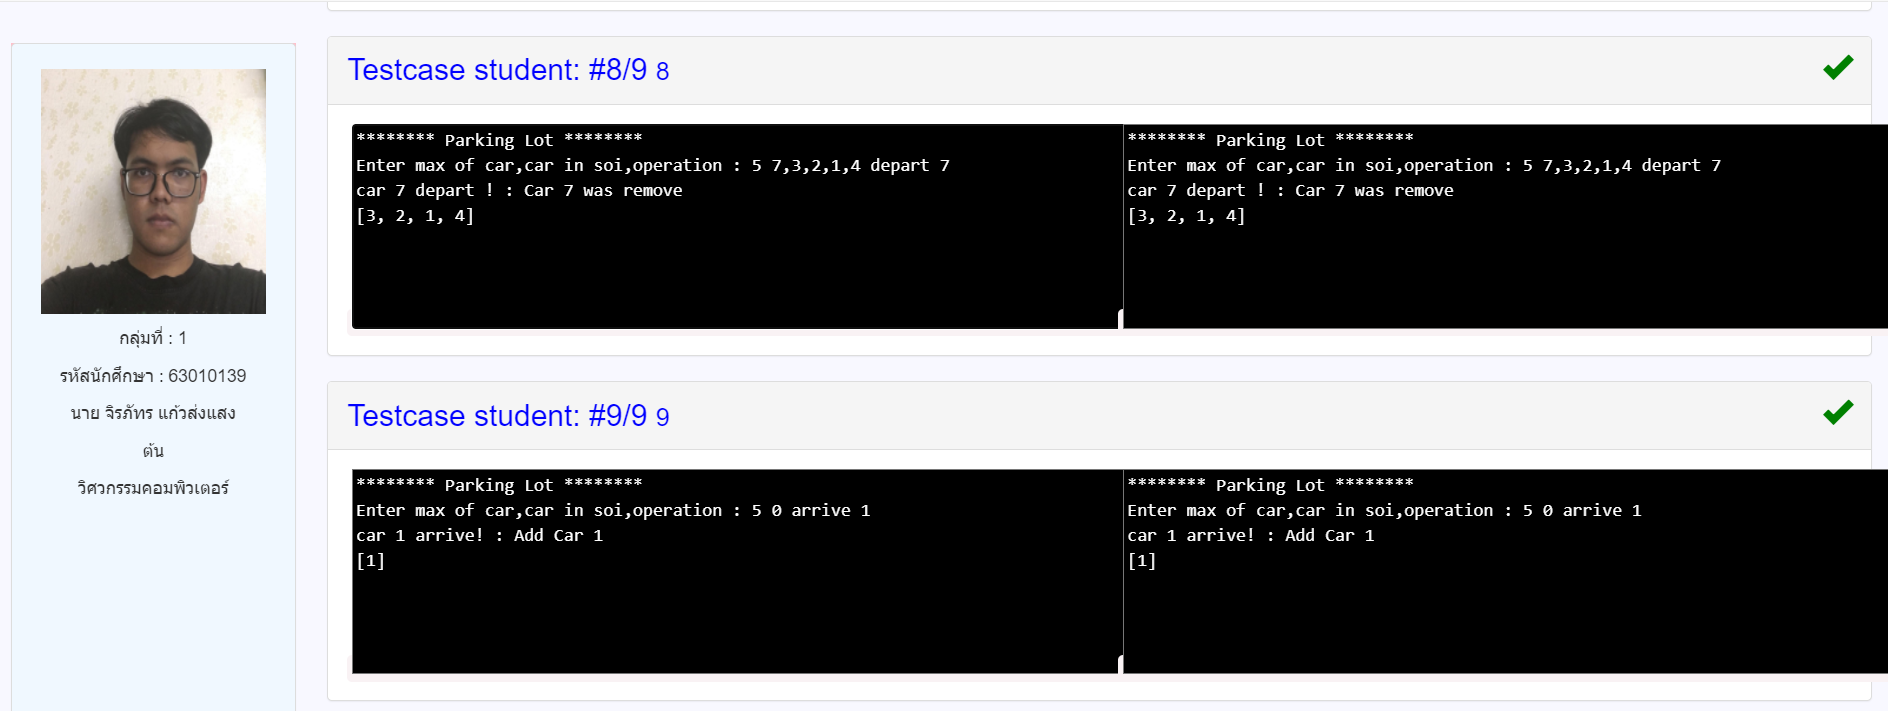 กลุ่มที่ : 1
รหัสนักศึกษา : 63010139
นาย จิรภัทร แก้วส่งแสง
ต้น
วิศวกรรมคอมพิวเตอร์
Testcase student: #8/9 8
******** Parking Lot ********
Enter max of car,car in soi,operation : 5 7,3,2,1,4 depart 7
car 7 depart ! : Car 7 was remove
[3, 2, 1, 4]
******** Parking Lot ********
Enter max of car,car in soi,operation : 5 7,3,2,1,4 depart 7
car 7 depart ! : Car 7 was remove
[3, 2, 1, 4]
Testcase student: #9/9 9
******** Parking Lot ********
Enter max of car,car in soi,operation : 5 0 arrive 1
car 1 arrive! : Add Car 1
[1]
******** Parking Lot ********
Enter max of car,car in soi,operation : 5 0 arrive 1
car 1 arrive! : Add Car 1
[1]